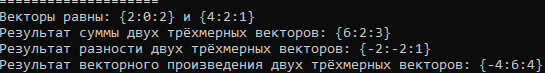 ====================
Векторы равны: {2:0:2} и {4:2:1}
Результат суммы двух трёхмерных векторов: {6:2:3}
Результат разности двух трёхмерных векторов: {-2:-2:1}
Результат векторного произведения двух трёхмерных векторов: {-4:6:4}